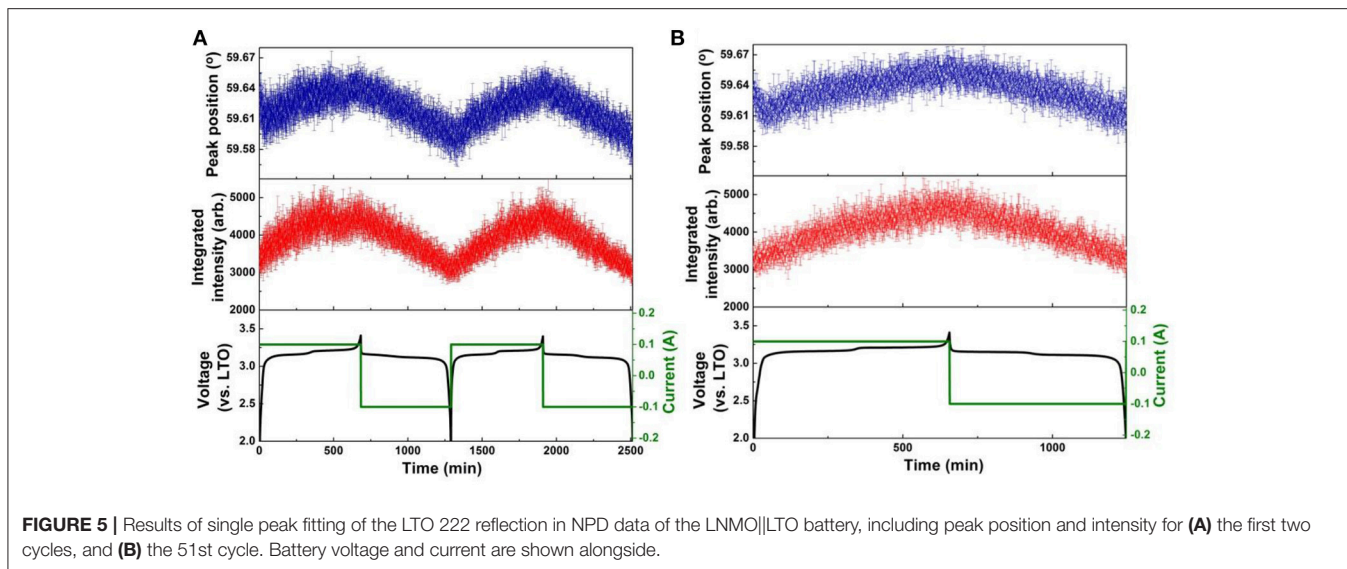 A
B
Peak position (º)
59.67
59.64
59.61
59.58
Peak position (º)
59.67
59.64
59.61
59.58
Integrated
intensity (arb.)
5000
4000
3000
2000
Integrated
intensity (arb.)
5000
4000
3000
2000
Voltage
(vs. LTO)
3.5
3.0
2.5
2.0
0.2
0.1
0.0
-0.1
-0.2
Current (A)
Voltage
(vs. LTO)
3.5
3.0
2.5
2.0
0.2
0.1
0.0
-0.1
-0.2
Current (A)
0 500 1000 1500 2000 2500
Time (min)
0 500 1000
Time (min)
FIGURE 5 | Results of single peak fitting of the LTO 222 reflection in NPD data of the LNMO||LTO battery, including peak position and intensity for (A) the first two
cycles, and (B) the 51st cycle. Battery voltage and current are shown alongside.